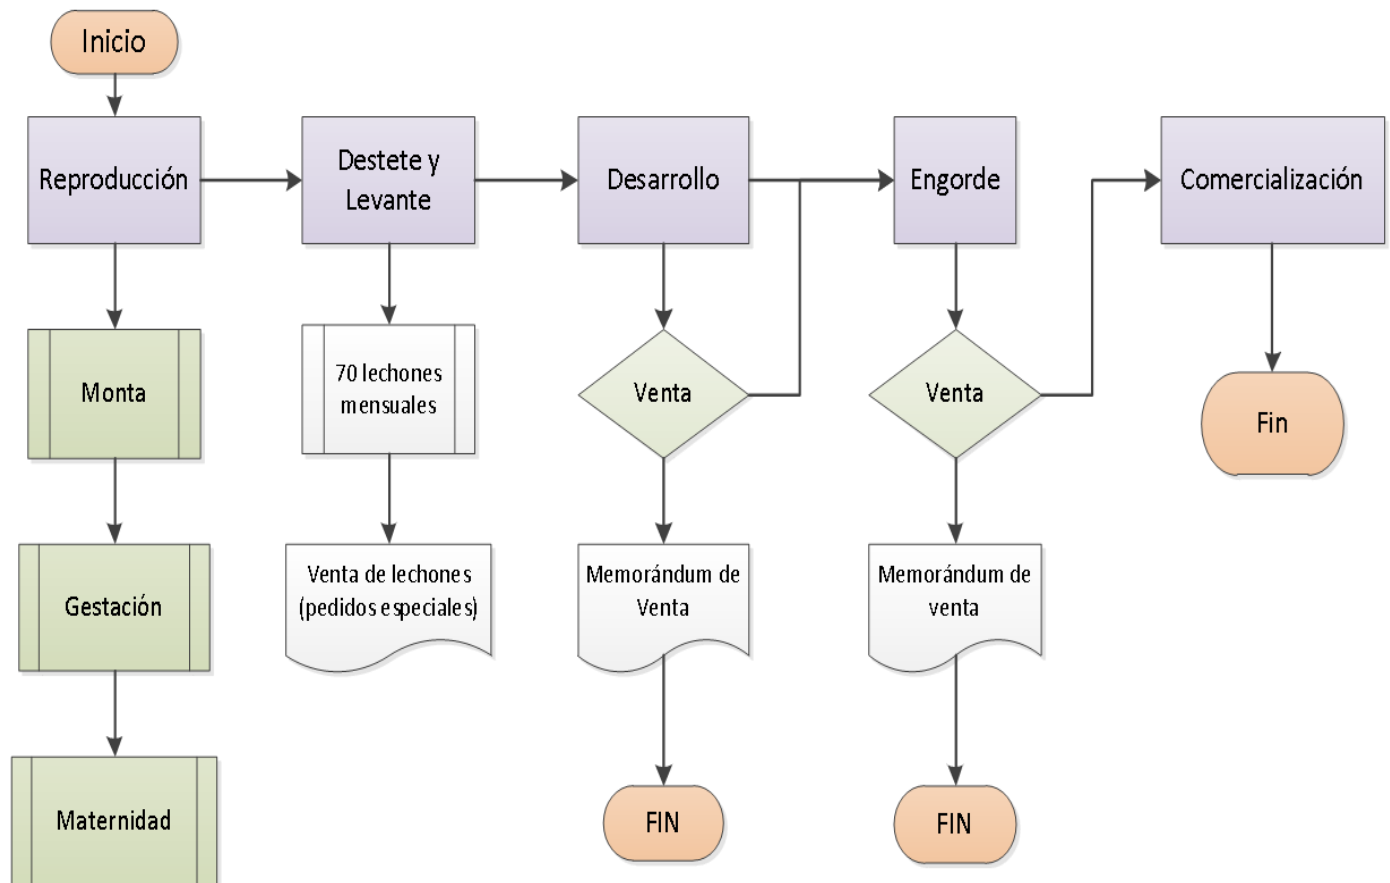 Inicio
Reproducción
Destete y
Levante
Desarrollo
Engorde
Comercialización
Monta
70 lechones
mensuales
Venta
Venta
Fin
Gestación
Venta de lechones
(pedidos especiales)
Memorándum de
Venta
Memorándum de
venta
Maternidad
FIN
FIN